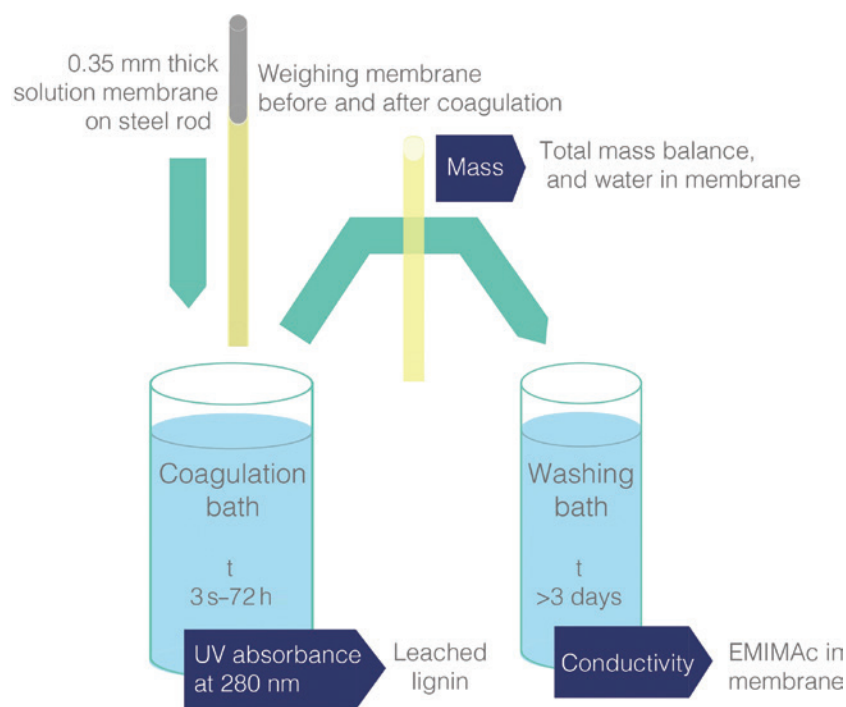 0.35 mm thick
solution membrane
on steel rod
Weighing membrane
before and after coagulation
Mass
Total mass balance,
and water in membrane
Coagulation
bath
t
3 s–72 h
UV absorbance
at 280 nm
Leached
lignin
Washing
bath
t
>3 days
Conductivity
EMIMAc in
membrane